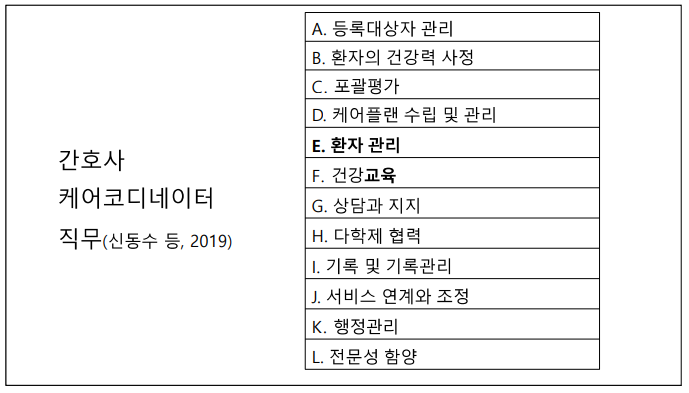 간호사
케어코디네이터
직무(신동수 등, 2019)
A. 등록대상자 관리
B. 환자의 건강력 사정
C. 포괄평가
D. 케어플랜 수립 및 관리
E. 환자 관리
F. 건강교육
G. 상담과 지지
H. 다학제 협력
I. 기록 및 기록관리
J. 서비스 연계와 조정
K. 행정관리
L. 전문성 함양